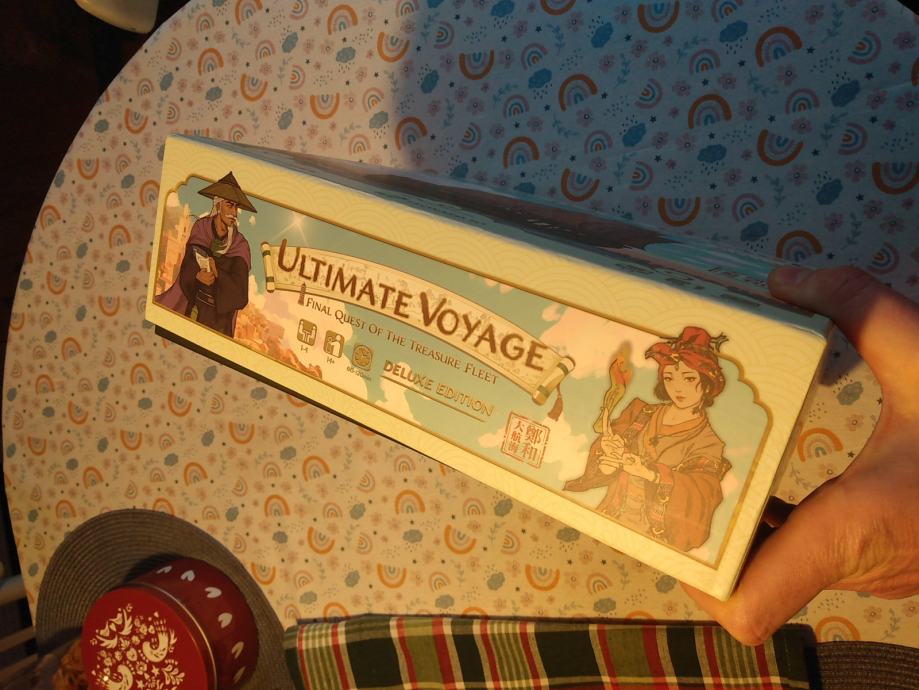 ULTIMATE VOYAGE
FINAL QUEST OF THE TREASURE FLEET
1-4
14+
DELUXE EDITION
鄭和
大航海